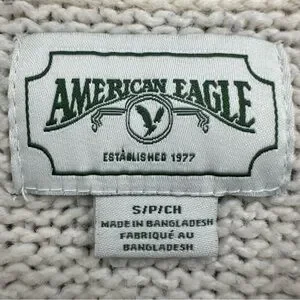 AMERICAN EAGLE
ESTABLISHED 1977
S/P/CH
MADE IN BANGLADESH
FABRIQUÉ AU
BANGLADESH